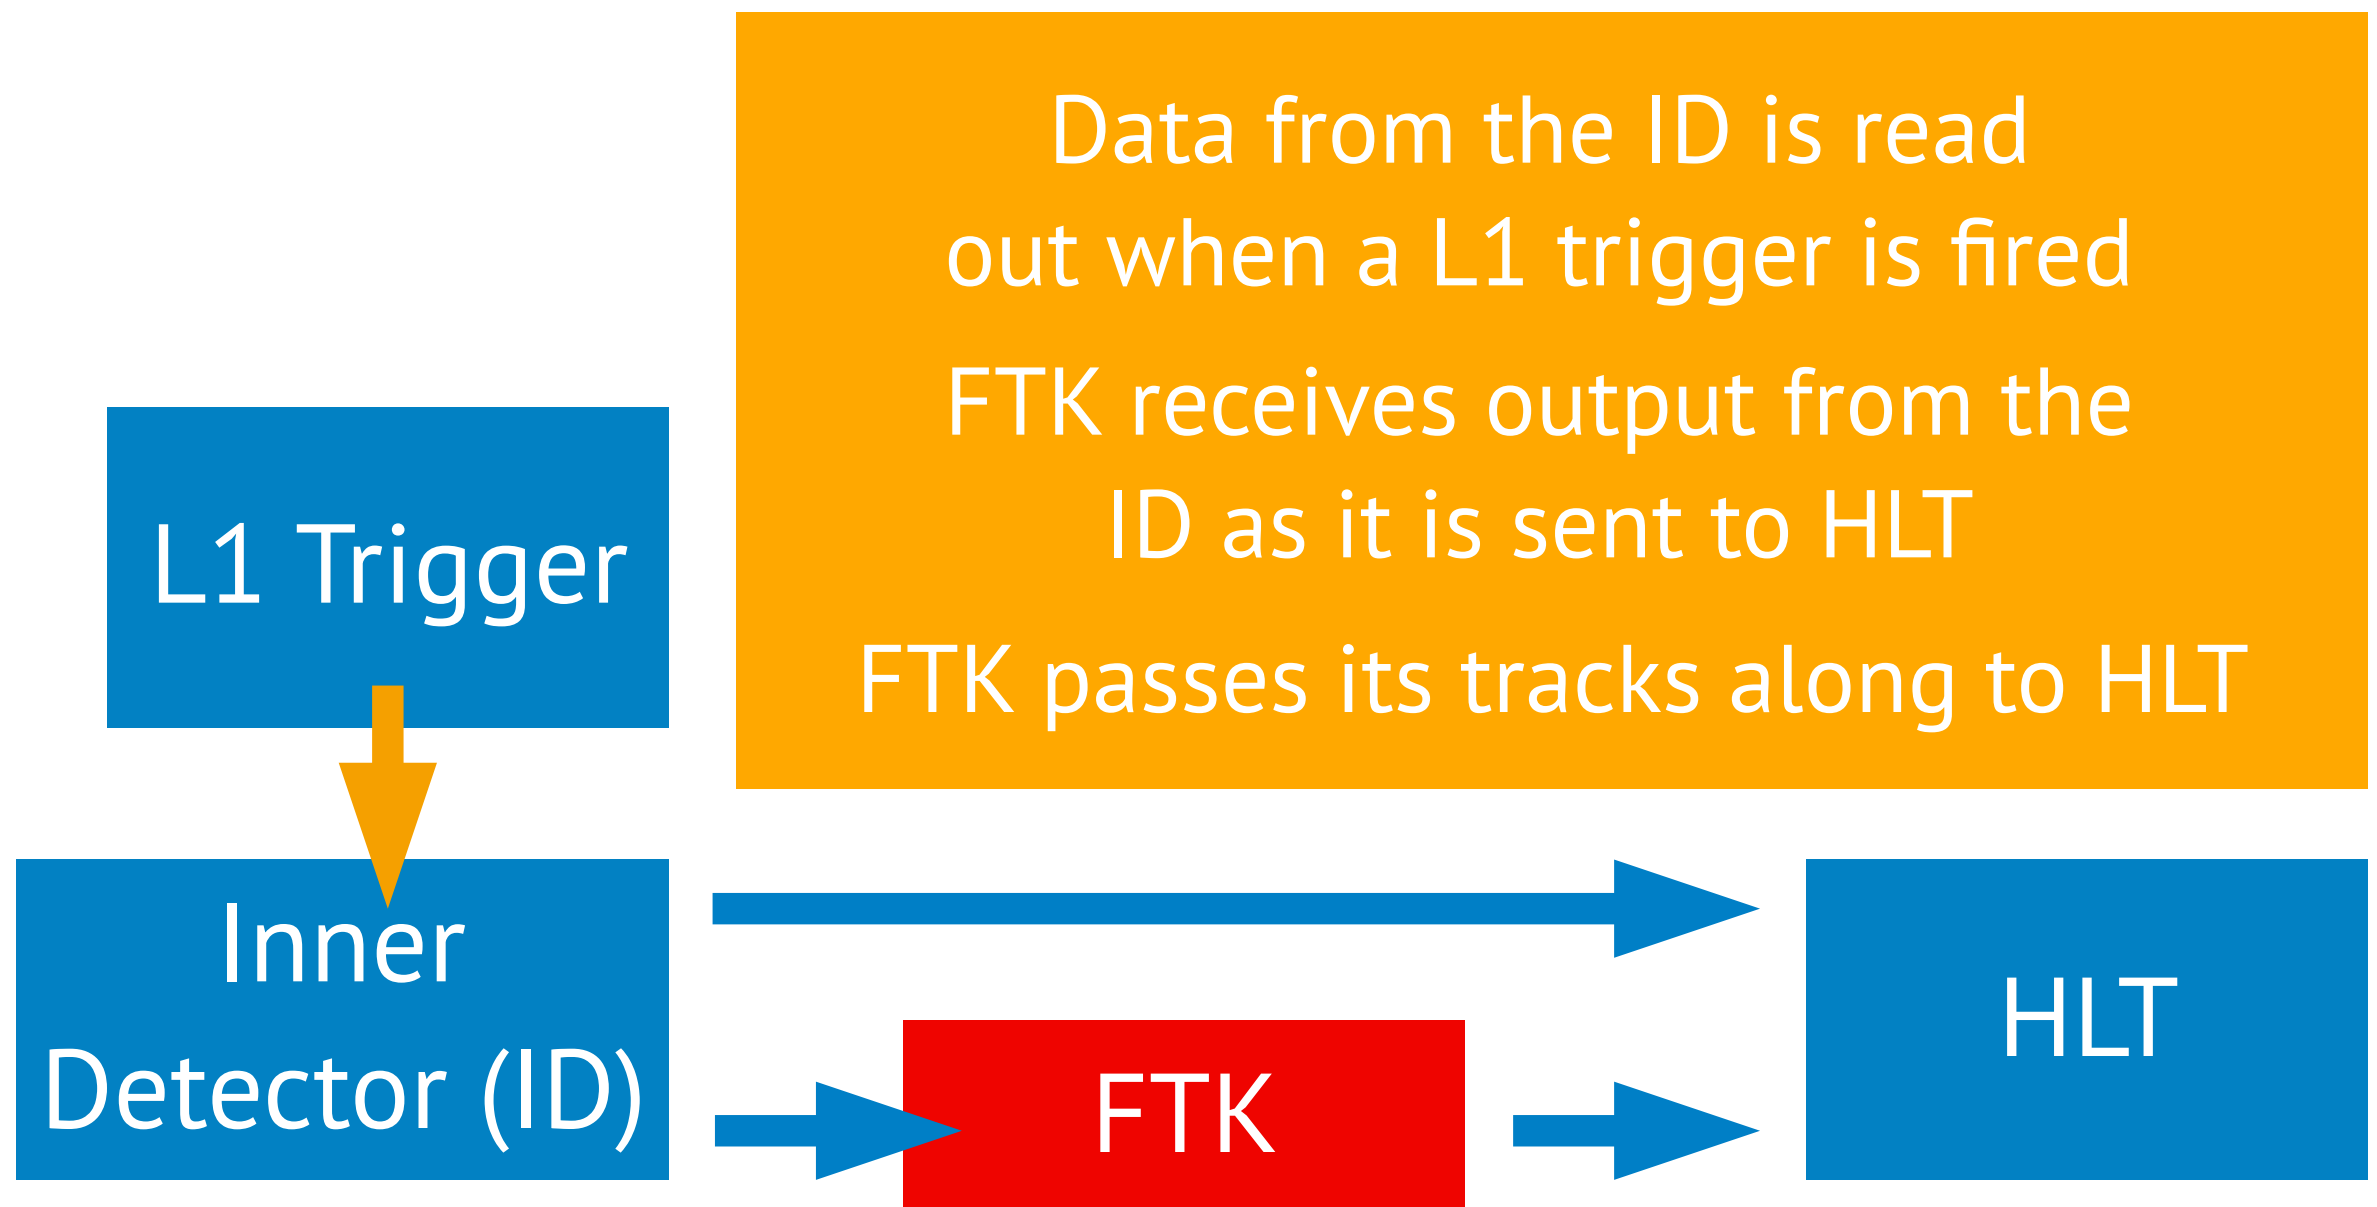 Data from the ID is read
out when a L1 trigger is fired
FTK receives output from the
ID as it is sent to HLT
FTK passes its tracks along to HLT
L1 Trigger
Inner
Detector (ID)
FTK
HLT